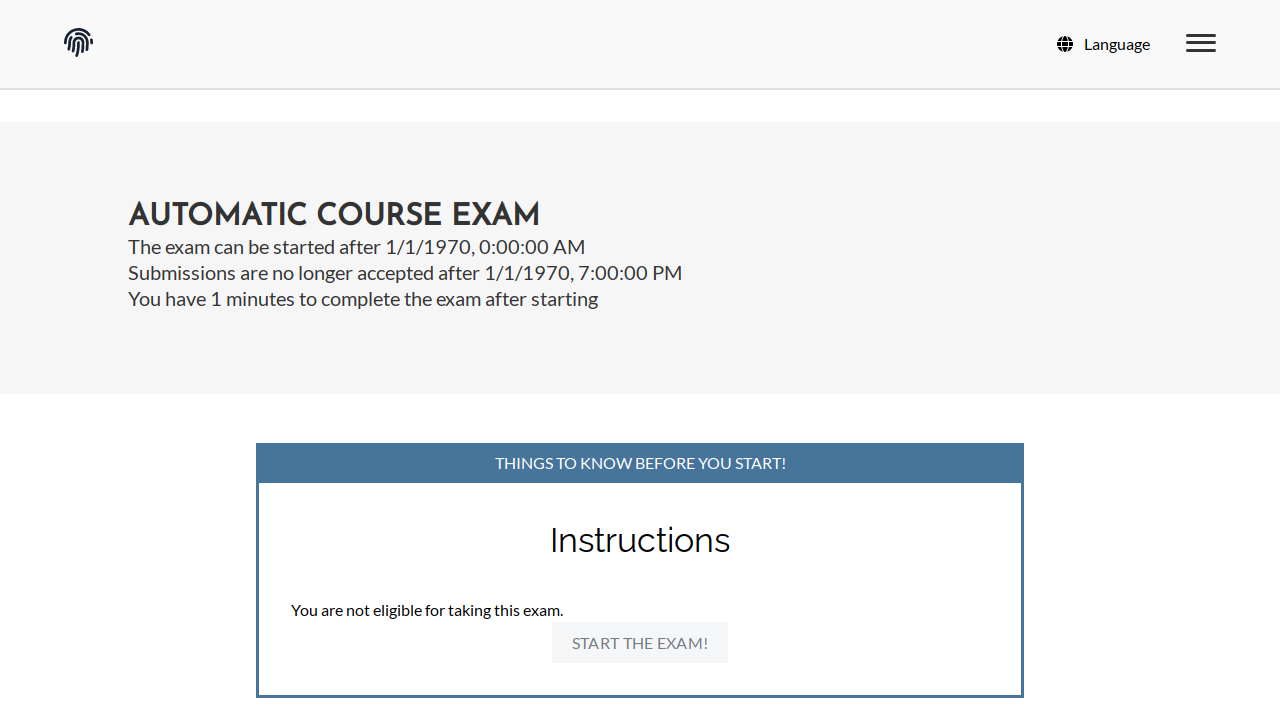 Language
AUTOMATIC COURSE EXAM
The exam can be started after 1/1/1970, 0:00:00 AM
Submissions are no longer accepted after 1/1/1970, 7:00:00 PM
You have 1 minutes to complete the exam after starting
THINGS TO KNOW BEFORE YOU START!
Instructions
You are not eligible for taking this exam.
START THE EXAM!